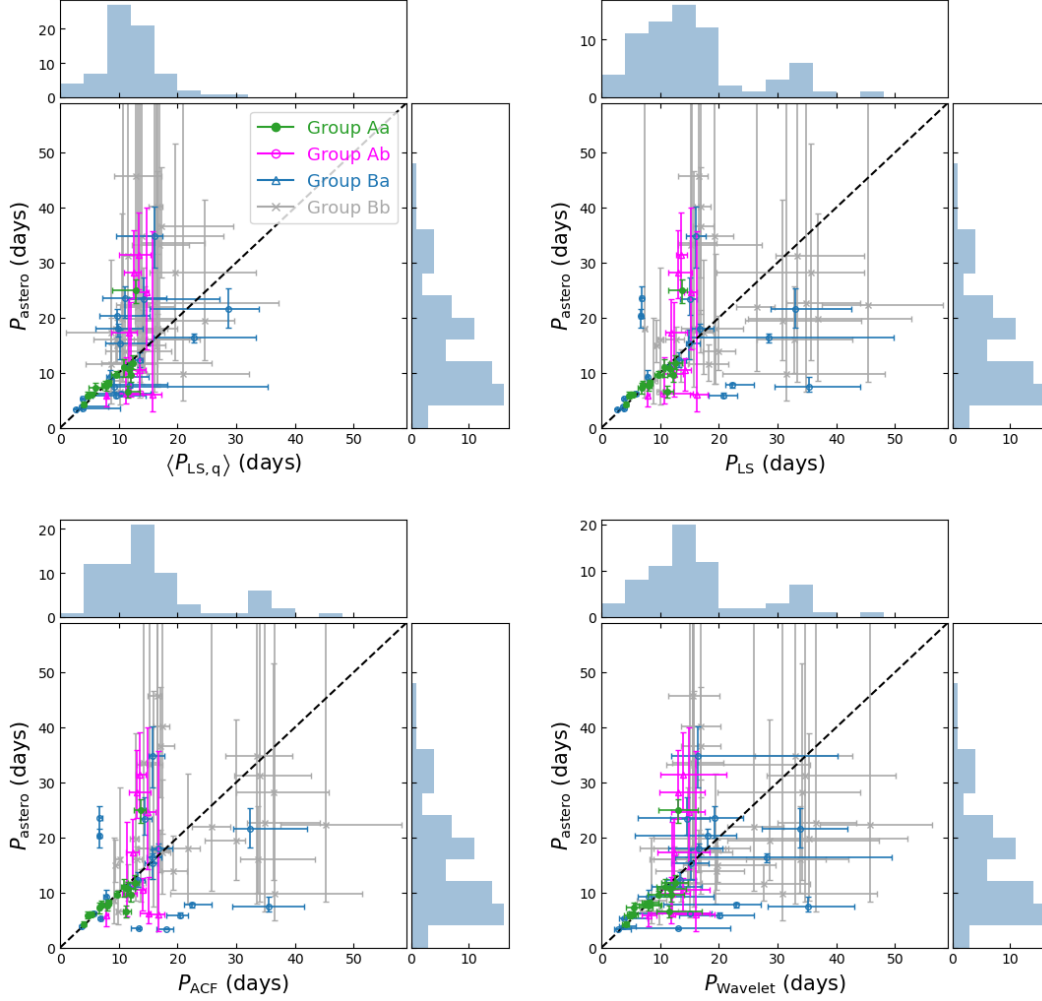 20
10
0
10
0
50
40
30
20
10
0
P_astero (days)
Group Aa
Group Ab
Group Ba
Group Bb
0 10 20 30 40 50
⟨P_LS, q⟩ (days)
0 10
50
40
30
20
10
0
P_astero (days)
0 10 20 30 40 50
P_LS (days)
0 10
20
10
0
20
10
0
50
40
30
20
10
0
P_astero (days)
0 10 20 30 40 50
P_ACF (days)
0 10
50
40
30
20
10
0
P_astero (days)
0 10 20 30 40 50
P_Wavelet (days)
0 10